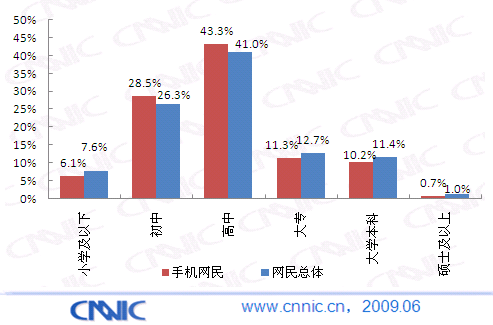 50%
45%
40%
35%
30%
25%
20%
15%
10%
5%
0%
6.1% 7.6%
28.5% 26.3%
43.3% 41.0%
11.3% 12.7%
10.2% 11.4%
0.7% 1.0%
小学及以下
初中
高中
大专
大学本科
硕士及以上
手机网民 网民总体
CNNIC
www.cnnic.cn，2009.06